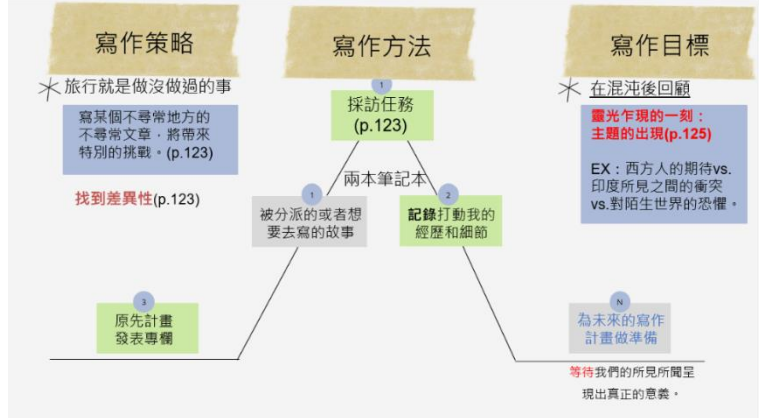 寫作策略
寫作方法
寫作目標
＊旅行就是做沒做過的事
寫某個不尋常地方的
不尋常文章，將帶來
特別的挑戰。(p.123)
找到差異性(p.123)
1
採訪任務
(p.123)
兩本筆記本
1
被分派的或者想
要去寫的故事
2
記錄打動我的
經歷和細節
3
原先計畫
發表專欄
＊在混沌後回顧
靈光乍現的一刻：
主題的出現(p.125)
EX：西方人的期待vs.
印度所見之間的衝突
vs.對陌生世界的恐懼。
N
為未來的寫作
計畫做準備
等待我們的所見所聞呈
現出真正的意義。